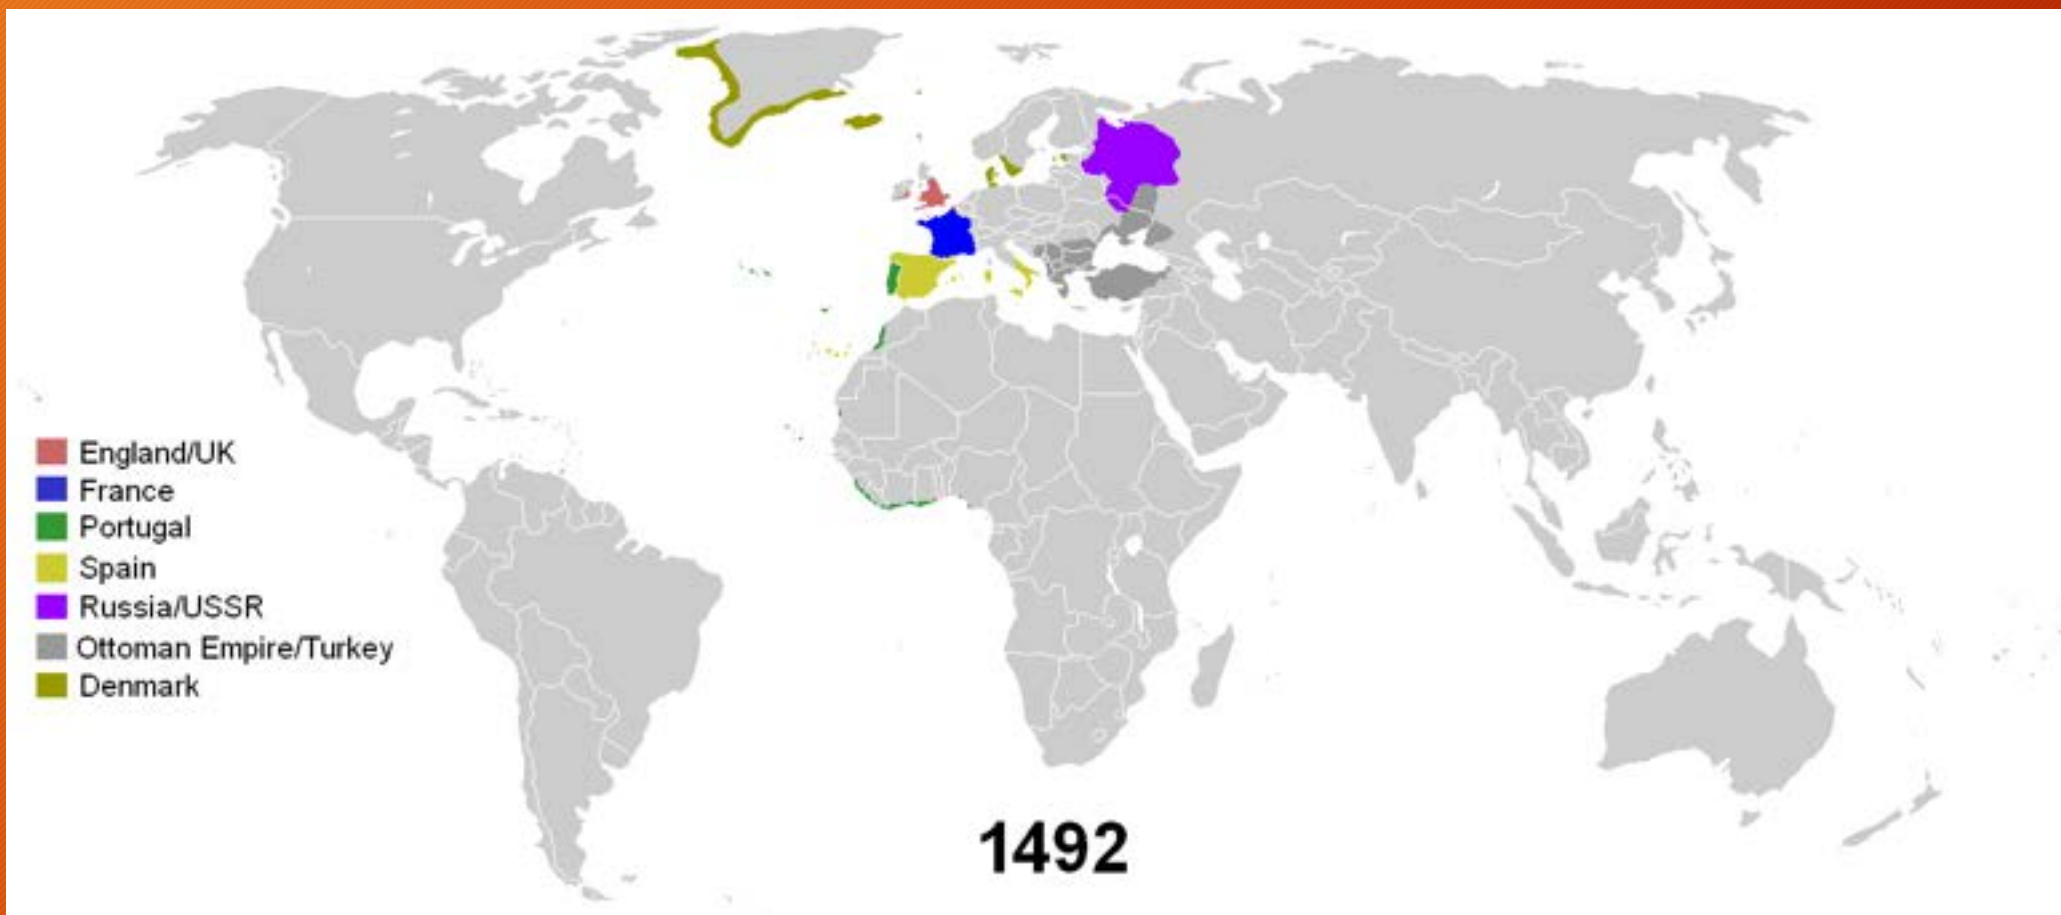 England/UK
France
Portugal
Spain
Russia/USSR
Ottoman Empire/Turkey
Denmark
1492